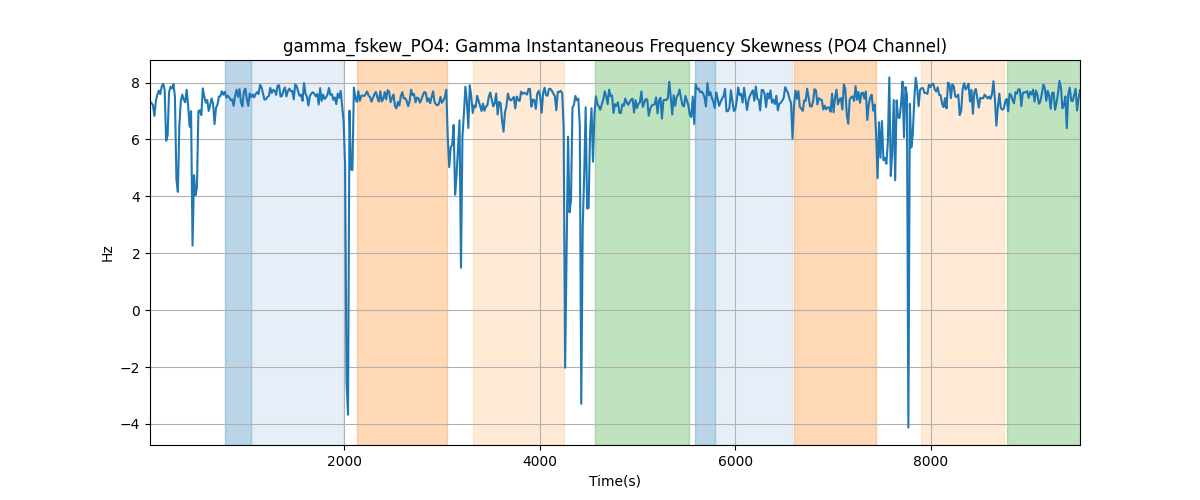 gamma_fskew_PO4: Gamma Instantaneous Frequency Skewness (PO4 Channel)
8
6
4
2
0
−2
−4
Hz
2000 4000 6000 8000
Time(s)